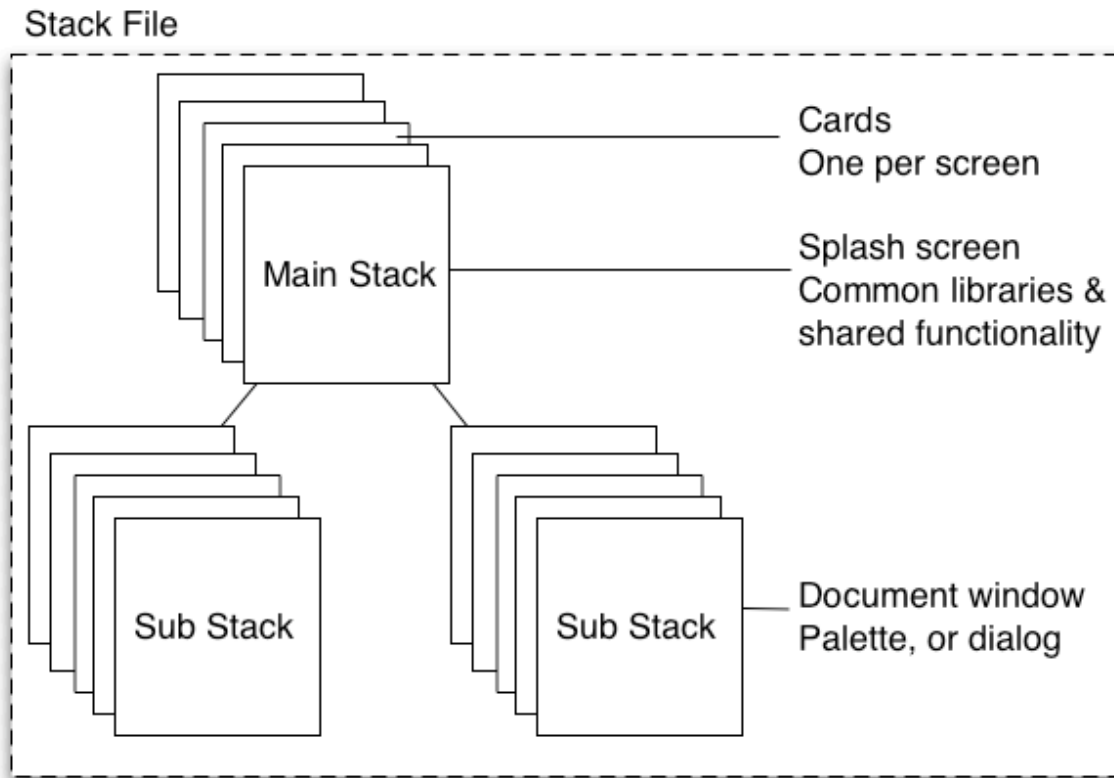 Stack File
Cards
One per screen
Main Stack
Splash screen
Common libraries &
shared functionality
Sub Stack
Sub Stack
Document window
Palette, or dialog